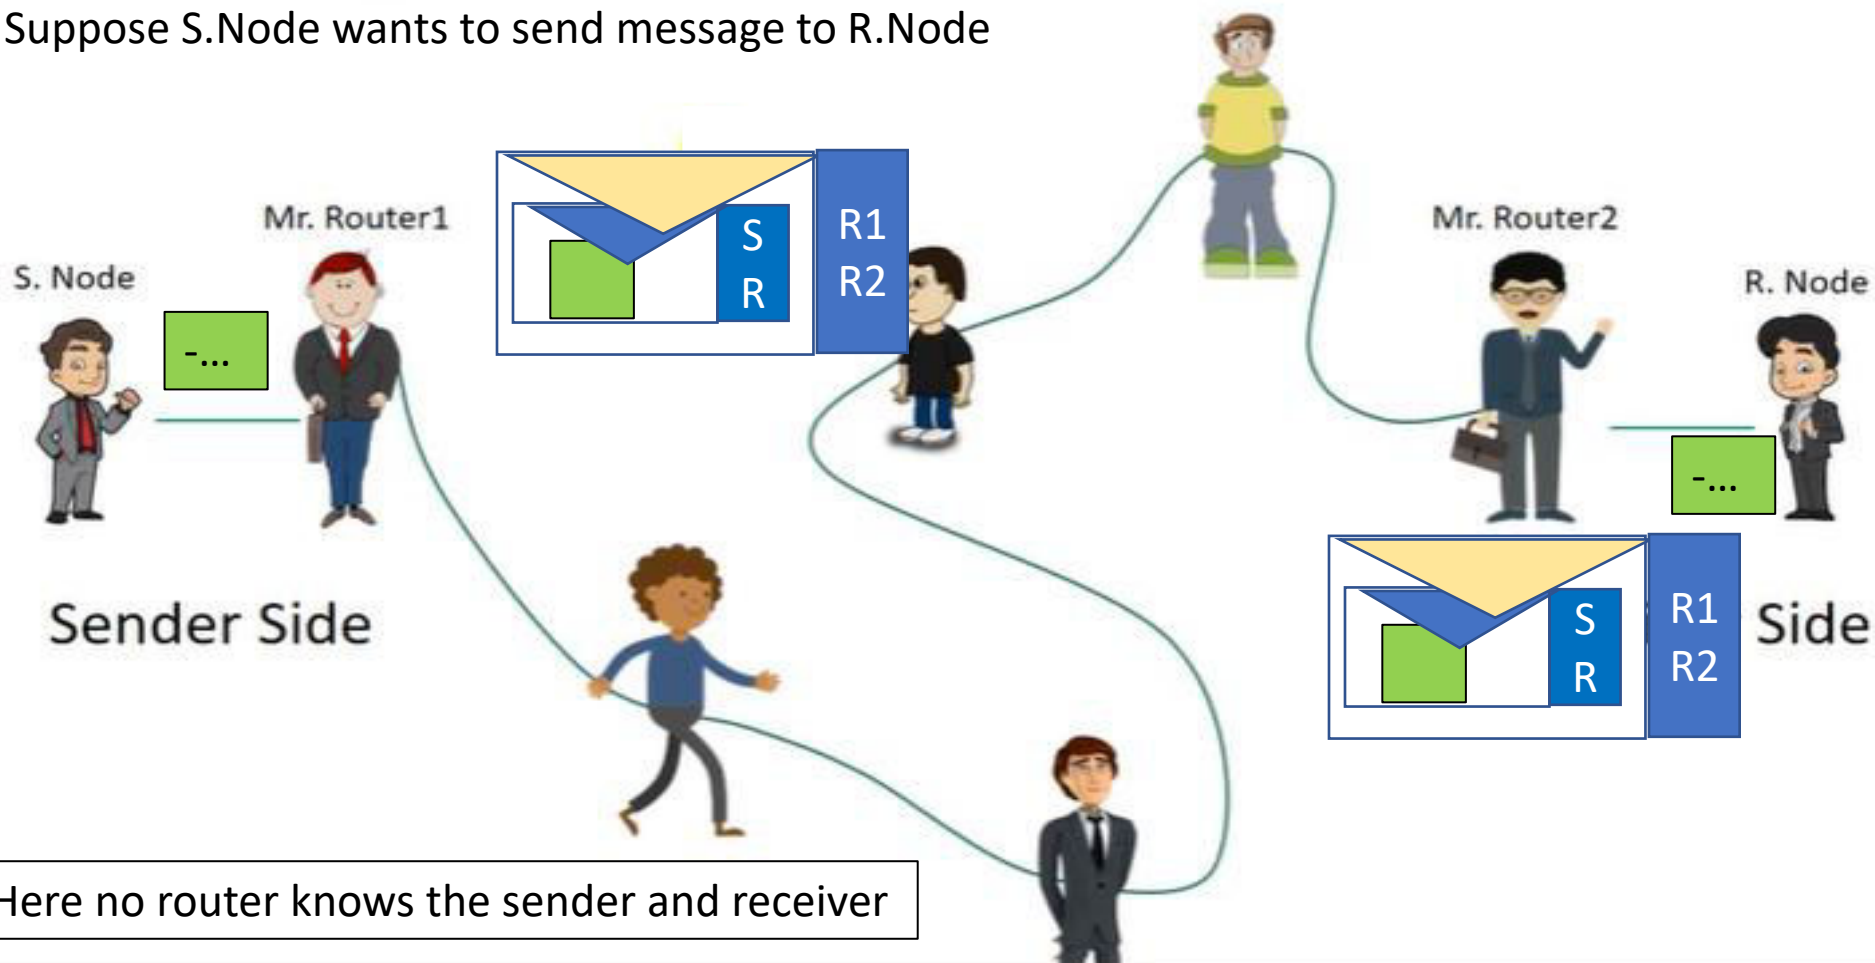 Suppose S.Node wants to send message to R.Node
Mr. Router1
S. Node
-...
S
R
R1
R2
Mr. Router2
R. Node
-...
Sender Side
S
R
R1
R2
Side
Here no router knows the sender and receiver